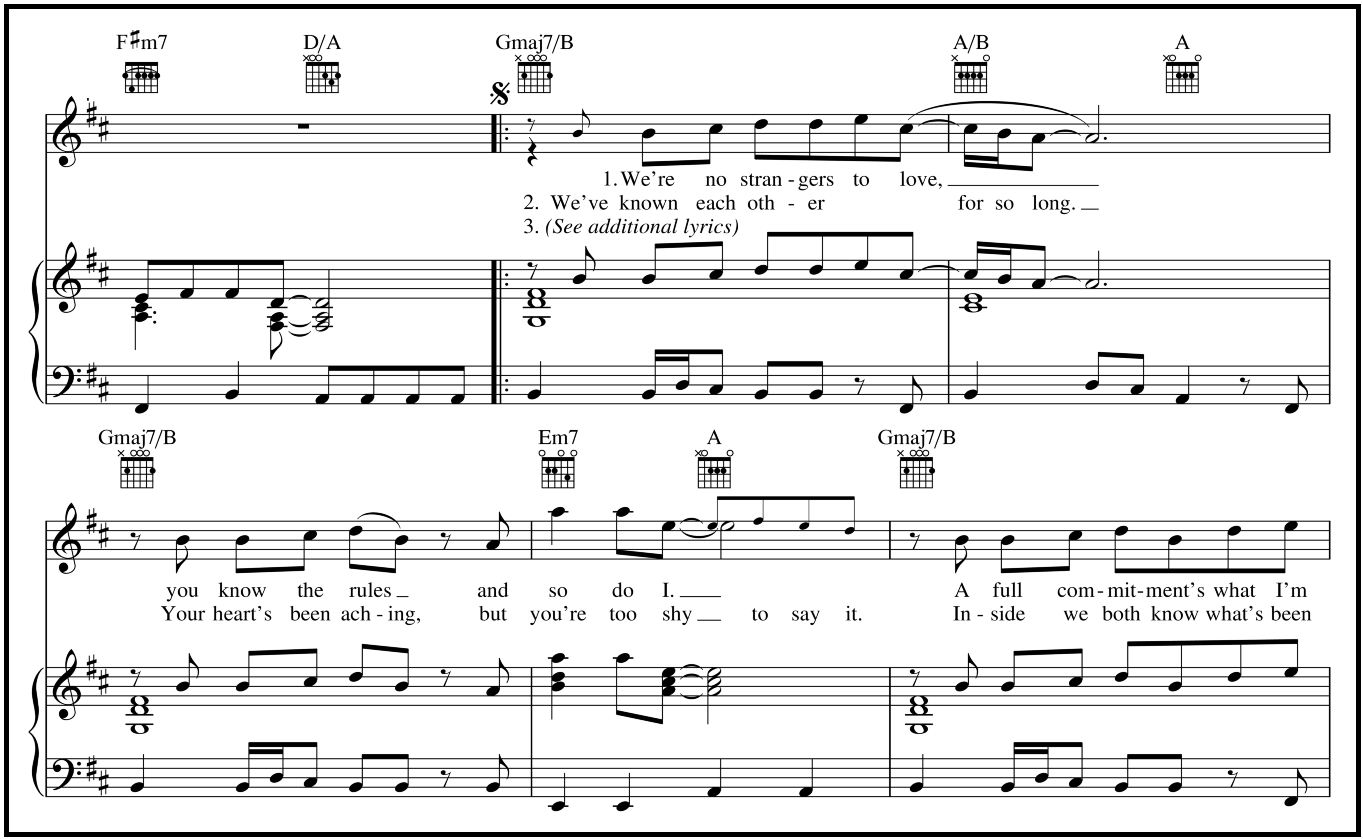 F♯m7 D/A Gmaj7/B A/B A
1. We're no stran - gers to love,
2. We've known each oth - er for so long.
3. (See additional lyrics)
Gmaj7/B Em7 A Gmaj7/B
you know the rules and so do I. A full com - mit - ment's what I'm
Your heart's been ach - ing, but you're too shy to say it. In - side we both know what's been